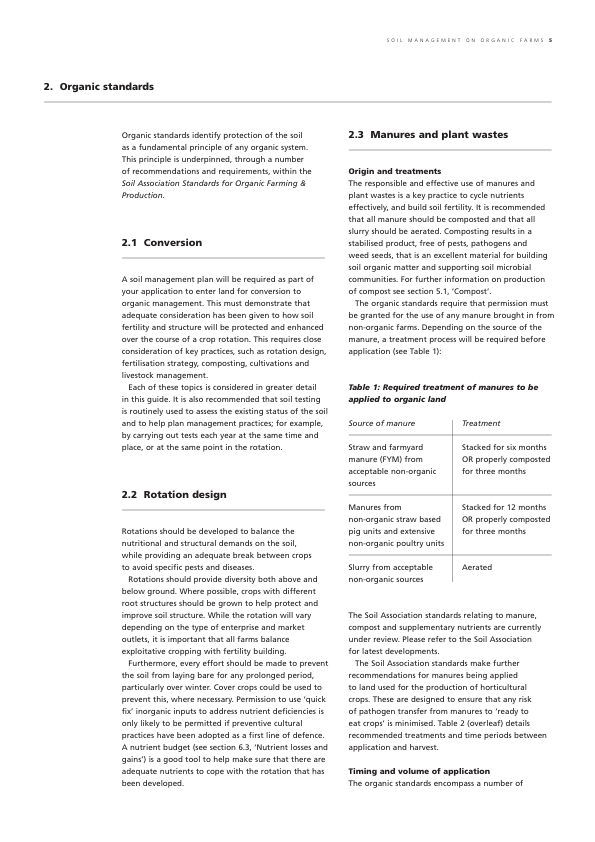 SOIL MANAGEMENT ON ORGANIC FARMS 5
2. Organic standards
Organic standards identify protection of the soil
as a fundamental principle of any organic system.
This principle is underpinned, through a number
of recommendations and requirements, within the
Soil Association Standards for Organic Farming &
Production.
2.1 Conversion
A soil management plan will be required as part of
your application to enter land for conversion to
organic management. This must demonstrate that
adequate consideration has been given to how soil
fertility and structure will be protected and enhanced
over the course of a crop rotation. This requires close
consideration of key practices, such as rotation design,
fertilisation strategy, composting, cultivations and
livestock management.
Each of these topics is considered in greater detail
in this guide. It is also recommended that soil testing
is routinely used to assess the existing status of the soil
and to help plan management practices; for example,
by carrying out tests each year at the same time and
place, or at the same point in the rotation.
2.2 Rotation design
Rotations should be developed to balance the
nutritional and structural demands on the soil,
while providing an adequate break between crops
to avoid specific pests and diseases.
Rotations should provide diversity both above and
below ground. Where possible, crops with different
root structures should be grown to help protect and
improve soil structure. While the rotation will vary
depending on the type of enterprise and market
outlets, it is important that all farms balance
exploitative cropping with fertility building.
Furthermore, every effort should be made to prevent
the soil from laying bare for any prolonged period,
particularly over winter. Cover crops could be used to
prevent this, where necessary. Permission to use ‘quick
fix’ inorganic inputs to address nutrient deficiencies is
only likely to be permitted if preventive cultural
practices have been adopted as a first line of defence.
A nutrient budget (see section 6.3, ‘Nutrient losses and
gains’) is a good tool to help make sure that there are
adequate nutrients to cope with the rotation that has
been developed.
2.3 Manures and plant wastes
Origin and treatments
The responsible and effective use of manures and
plant wastes is a key practice to cycle nutrients
effectively, and build soil fertility. It is recommended
that all manure should be composted and that all
slurry should be aerated. Composting results in a
stabilised product, free of pests, pathogens and
weed seeds, that is an excellent material for building
soil organic matter and supporting soil microbial
communities. For further information on production
of compost see section 5.1, ‘Compost’.
The organic standards require that permission must
be granted for the use of any manure brought in from
non-organic farms. Depending on the source of the
manure, a treatment process will be required before
application (see Table 1):
Table 1: Required treatment of manures to be
applied to organic land
Source of manure Treatment
Straw and farmyard Stacked for six months
manure (FYM) from OR properly composted
acceptable non-organic for three months
sources
Manures from Stacked for 12 months
non-organic straw based OR properly composted
pig units and extensive for three months
non-organic poultry units
Slurry from acceptable Aerated
non-organic sources
The Soil Association standards relating to manure,
compost and supplementary nutrients are currently
under review. Please refer to the Soil Association
for latest developments.
The Soil Association standards make further
recommendations for manures being applied
to land used for the production of horticultural
crops. These are designed to ensure that any risk
of pathogen transfer from manures to ‘ready to
eat crops’ is minimised. Table 2 (overleaf) details
recommended treatments and time periods between
application and harvest.
Timing and volume of application
The organic standards encompass a number of